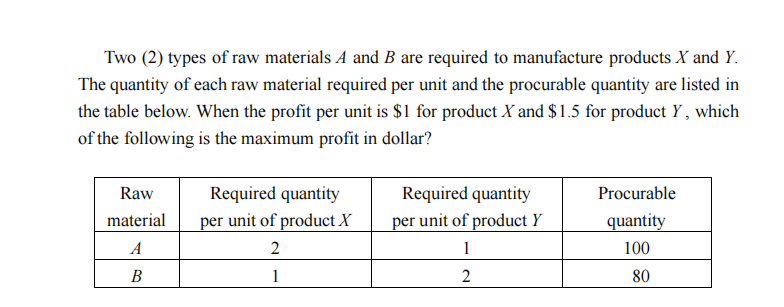 Two (2) types of raw materials A and B are required to manufacture products X and Y.
The quantity of each raw material required per unit and the procurable quantity are listed in
the table below. When the profit per unit is $1 for product X and $1.5 for product Y , which
of the following is the maximum profit in dollar?
Raw material Required quantity per unit of product X Required quantity per unit of product Y Procurable quantity
A 2 1 100
B 1 2 80